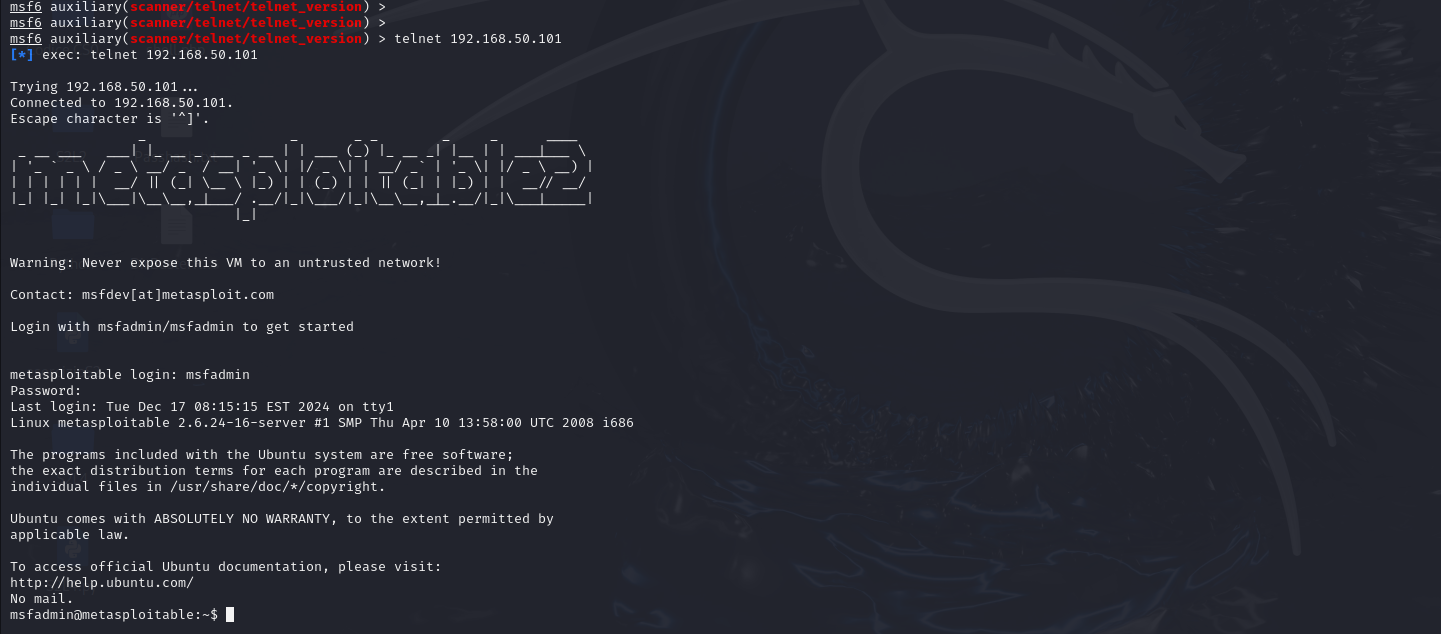 msf6 auxiliary(scanner/telnet/telnet_version) >
msf6 auxiliary(scanner/telnet/telnet_version) >
msf6 auxiliary(scanner/telnet/telnet_version) > telnet 192.168.50.101
[*] exec: telnet 192.168.50.101
Trying 192.168.50.101...
Connected to 192.168.50.101.
Escape character is '^]'.
metasploitable2
Warning: Never expose this VM to an untrusted network!
Contact: msfdev[at]metasploit.com
Login with msfadmin/msfadmin to get started
metasploitable login: msfadmin
Password:
Last login: Tue Dec 17 08:15:15 EST 2024 on tty1
Linux metasploitable 2.6.24-16-server #1 SMP Thu Apr 10 13:58:00 UTC 2008 i686
The programs included with the Ubuntu system are free software;
the exact distribution terms for each program are described in the
individual files in /usr/share/doc/*/copyright.
Ubuntu comes with ABSOLUTELY NO WARRANTY, to the extent permitted by
applicable law.
To access official Ubuntu documentation, please visit:
http://help.ubuntu.com/
No mail.
msfadmin@metasploitable:~$